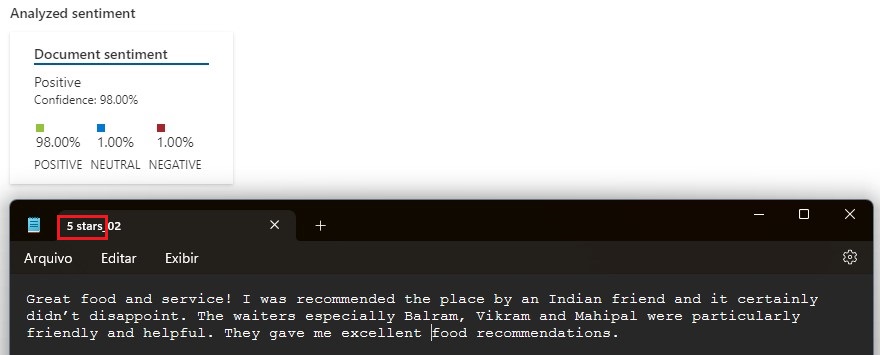 Analyzed sentiment
Document sentiment
Positive
Confidence: 98.00%
98.00% 1.00% 1.00%
POSITIVE NEUTRAL NEGATIVE
5 stars_02
Arquivo Editar Exibir
Great food and service! I was recommended the place by an Indian friend and it certainly
didn’t disappoint. The waiters especially Balram, Vikram and Mahipal were particularly
friendly and helpful. They gave me excellent food recommendations.